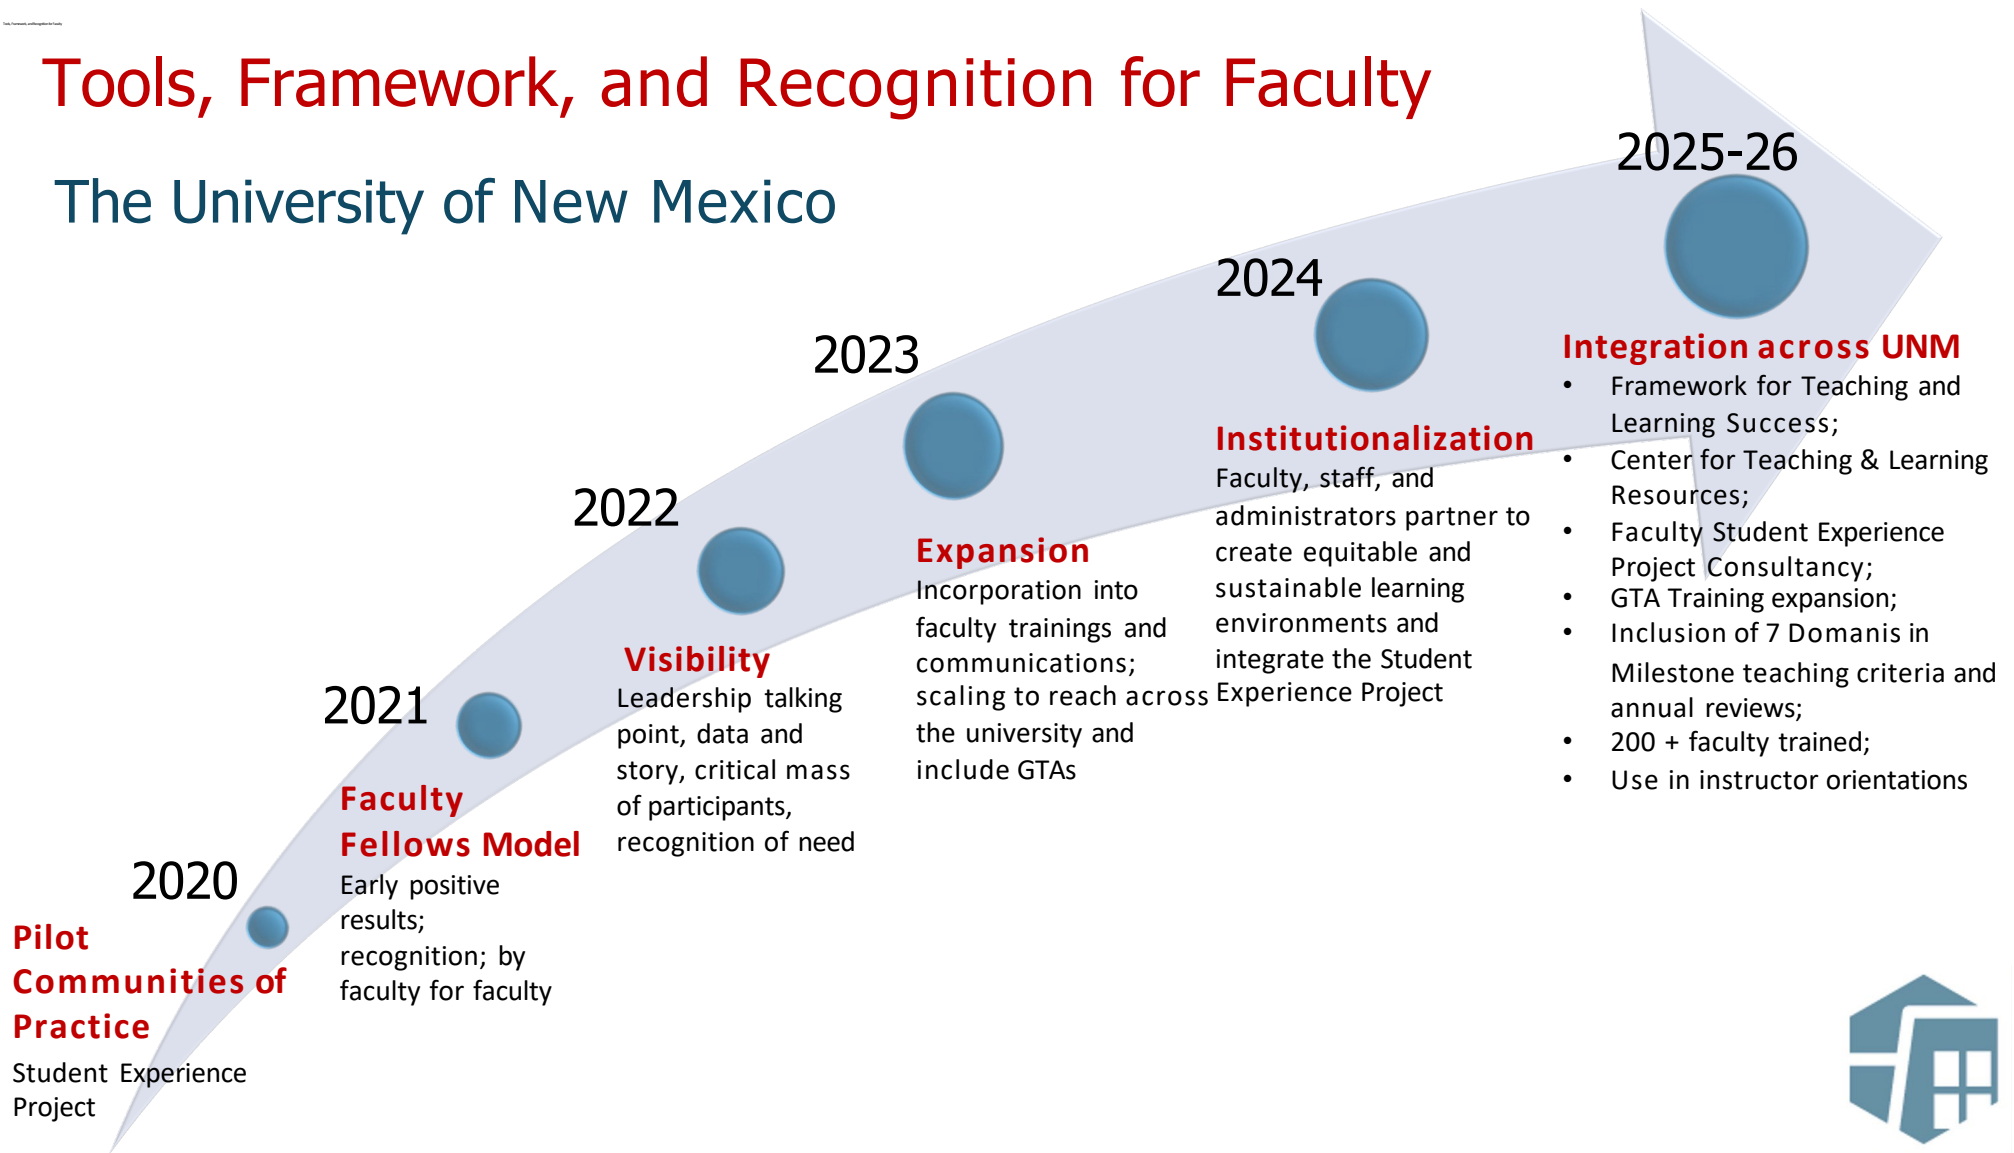 Tools, Framework, and Recognition for Faculty
Tools, Framework, and Recognition for Faculty
The University of New Mexico
2020
Pilot
Communities of
Practice
Student Experience
Project
2021
Faculty
Fellows Model
Early positive
results;
recognition; by
faculty for faculty
2022
Visibility
Leadership talking
point, data and
story, critical mass
of participants,
recognition of need
2023
Expansion
Incorporation into
faculty trainings and
communications;
scaling to reach across
the university and
include GTAs
2024
Institutionalization
Faculty, staff, and
administrators partner to
create equitable and
sustainable learning
environments and
integrate the Student
Experience Project
2025-26
Integration across UNM
• Framework for Teaching and
Learning Success;
• Center for Teaching & Learning
Resources;
• Faculty Student Experience
Project Consultancy;
• GTA Training expansion;
• Inclusion of 7 Domanis in
Milestone teaching criteria and
annual reviews;
• 200 + faculty trained;
• Use in instructor orientations